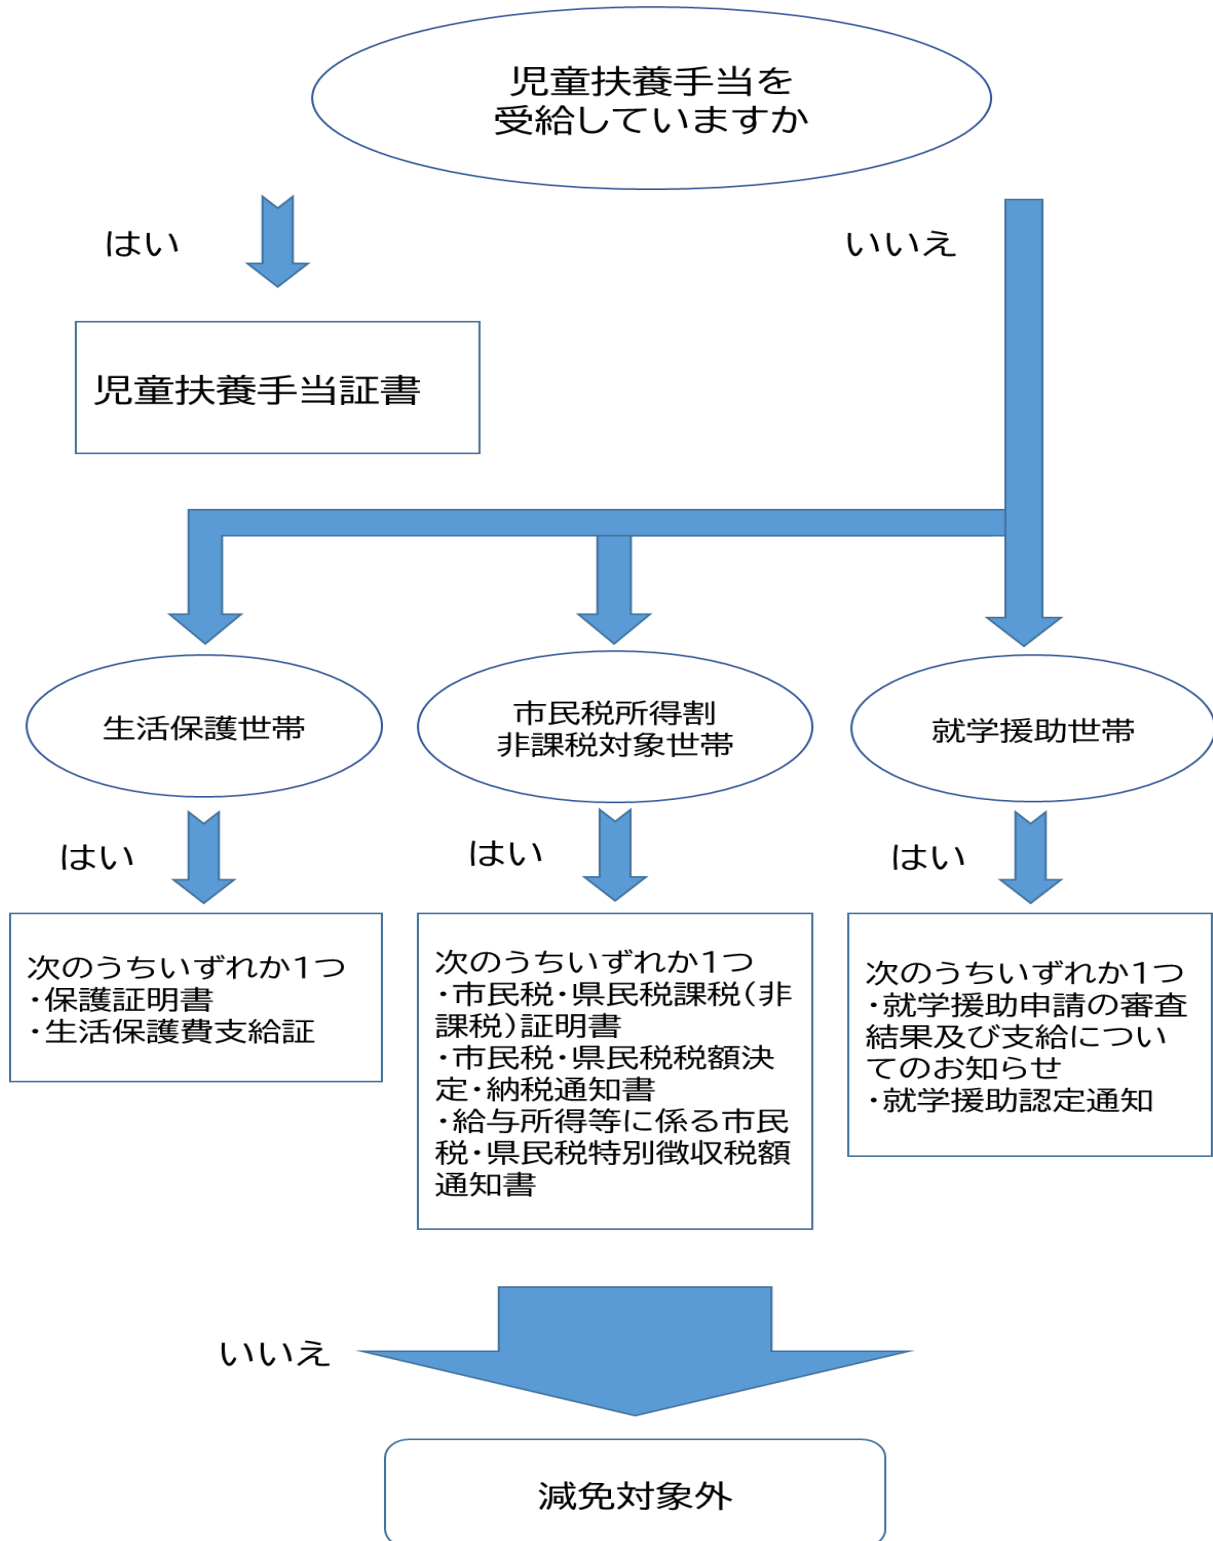 児童扶養手当を
受給していますか
はい
いいえ
児童扶養手当証書
生活保護世帯
市民税所得割
非課税対象世帯
就学援助世帯
はい
はい
はい
次のうちいずれか1つ
・保護証明書
・生活保護費支給証
次のうちいずれか1つ
・市民税・県民税課税(非
課税)証明書
・市民税・県民税税額決
定・納税通知書
・給与所得等に係る市民
税・県民税特別徴収税額
通知書
次のうちいずれか1つ
・就学援助申請の審査
結果及び支給につい
てのお知らせ
・就学援助認定通知
いいえ
減免対象外